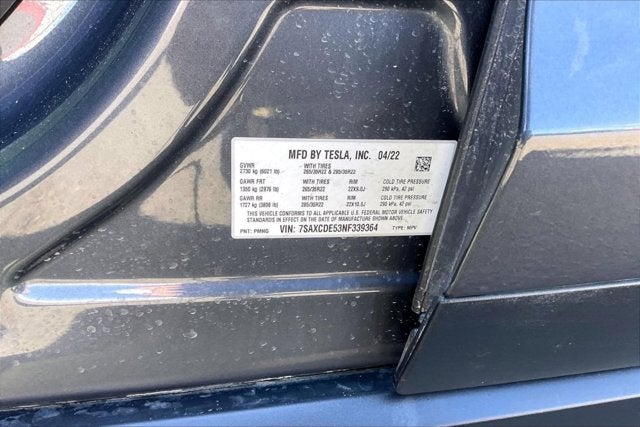 MFD BY TESLA, INC. 04/22
GVWR WITH TIRES
2730 kg (6021 lb) 265/35R22 & 285/35R22
GAWR FRT WITH TIRES RIM COLD TIRE PRESSURE
1350 kg (2976 lb) 265/35R22 22X9.0J 290 kPa, 42 psi
GAWR RR WITH TIRES RIM COLD TIRE PRESSURE
1727 kg (3808 lb) 285/35R22 22X10.0J 290 kPa, 42 psi
THIS VEHICLE CONFORMS TO ALL APPLICABLE U.S. FEDERAL MOTOR VEHICLE SAFETY
STANDARDS IN EFFECT ON THE DATE OF MANUFACTURE SHOWN ABOVE.
PNT: PMNG VIN: 7SAXCDE53NF339364 TYPE: MPV